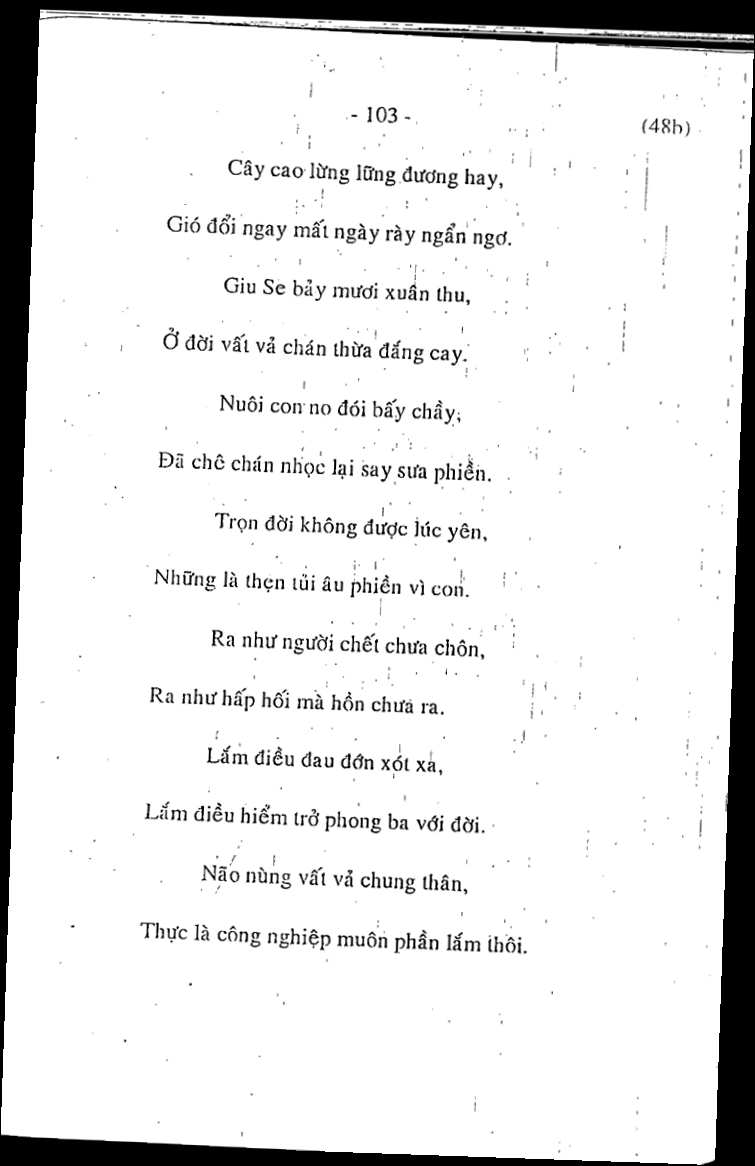 - 103 -
(48b)
Cây cao lừng lững đương hay,
Gió đổi ngay mất ngày rày ngẩn ngơ.
Giu Se bảy mươi xuân thu,
Ở đời vất vả chán thừa đắng cay.
Nuôi con no đói bấy chầy,
Đã chê chán nhọc lại say sưa phiền.
Trọn đời không được lúc yên,
Những là thẹn tủi âu phiền vì con.
Ra như người chết chưa chôn,
Ra như hấp hối mà hồn chưa ra.
Lắm điều đau đớn xót xa,
Lắm điều hiểm trở phong ba với đời.
Não nùng vất vả chung thân,
Thực là công nghiệp muôn phần lắm thôi.